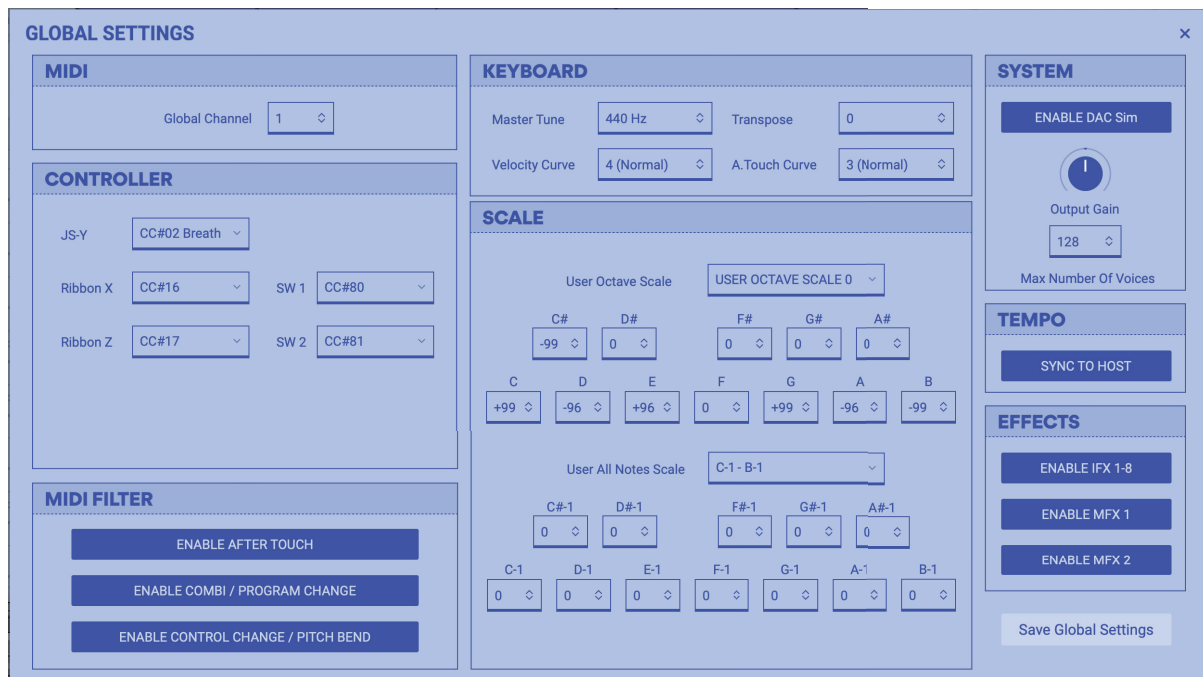 GLOBAL SETTINGS
×
MIDI
Global Channel 1
CONTROLLER
JS-Y CC#02 Breath
Ribbon X CC#16 SW 1 CC#80
Ribbon Z CC#17 SW 2 CC#81
MIDI FILTER
ENABLE AFTER TOUCH
ENABLE COMBI / PROGRAM CHANGE
ENABLE CONTROL CHANGE / PITCH BEND
KEYBOARD
Master Tune 440 Hz Transpose 0
Velocity Curve 4 (Normal) A.Touch Curve 3 (Normal)
SCALE
User Octave Scale USER OCTAVE SCALE 0
C# D# F# G# A#
-99 0 0 0 0
C D E F G A B
+99 -96 +96 0 +99 -96 -99
User All Notes Scale C-1 - B-1
C#-1 D#-1 F#-1 G#-1 A#-1
0 0 0 0 0
C-1 D-1 E-1 F-1 G-1 A-1 B-1
0 0 0 0 0 0 0
SYSTEM
ENABLE DAC Sim
Output Gain
128
Max Number Of Voices
TEMPO
SYNC TO HOST
EFFECTS
ENABLE IFX 1-8
ENABLE MFX 1
ENABLE MFX 2
Save Global Settings